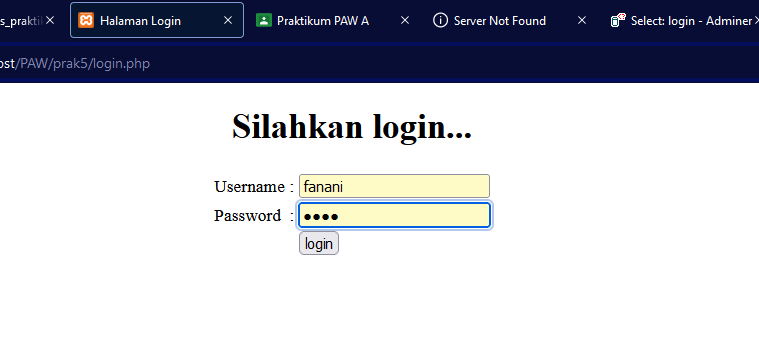 s_praktik Halaman Login Praktikum PAW A Server Not Found Select: login - Adminer
ost/PAW/prak5/login.php
Silahkan login...
Username : fanani
Password : ••••
login